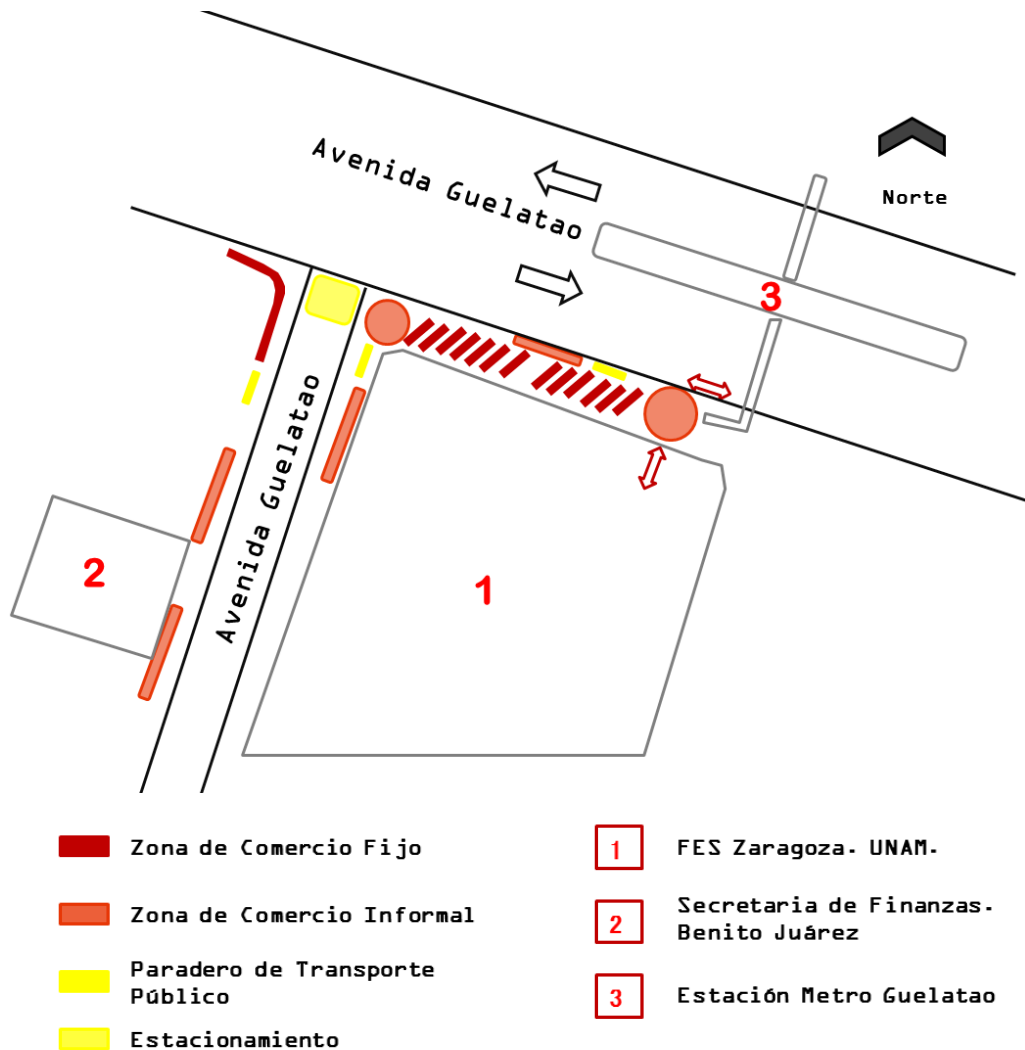 Avenida Guelatao
Norte
3
Avenida Guelatao
2
1
Zona de Comercio Fijo
Zona de Comercio Informal
Paradero de Transporte
Público
Estacionamiento
1
FES Zaragoza. UNAM.
2
Secretaria de Finanzas.
Benito Juárez
3
Estación Metro Guelatao